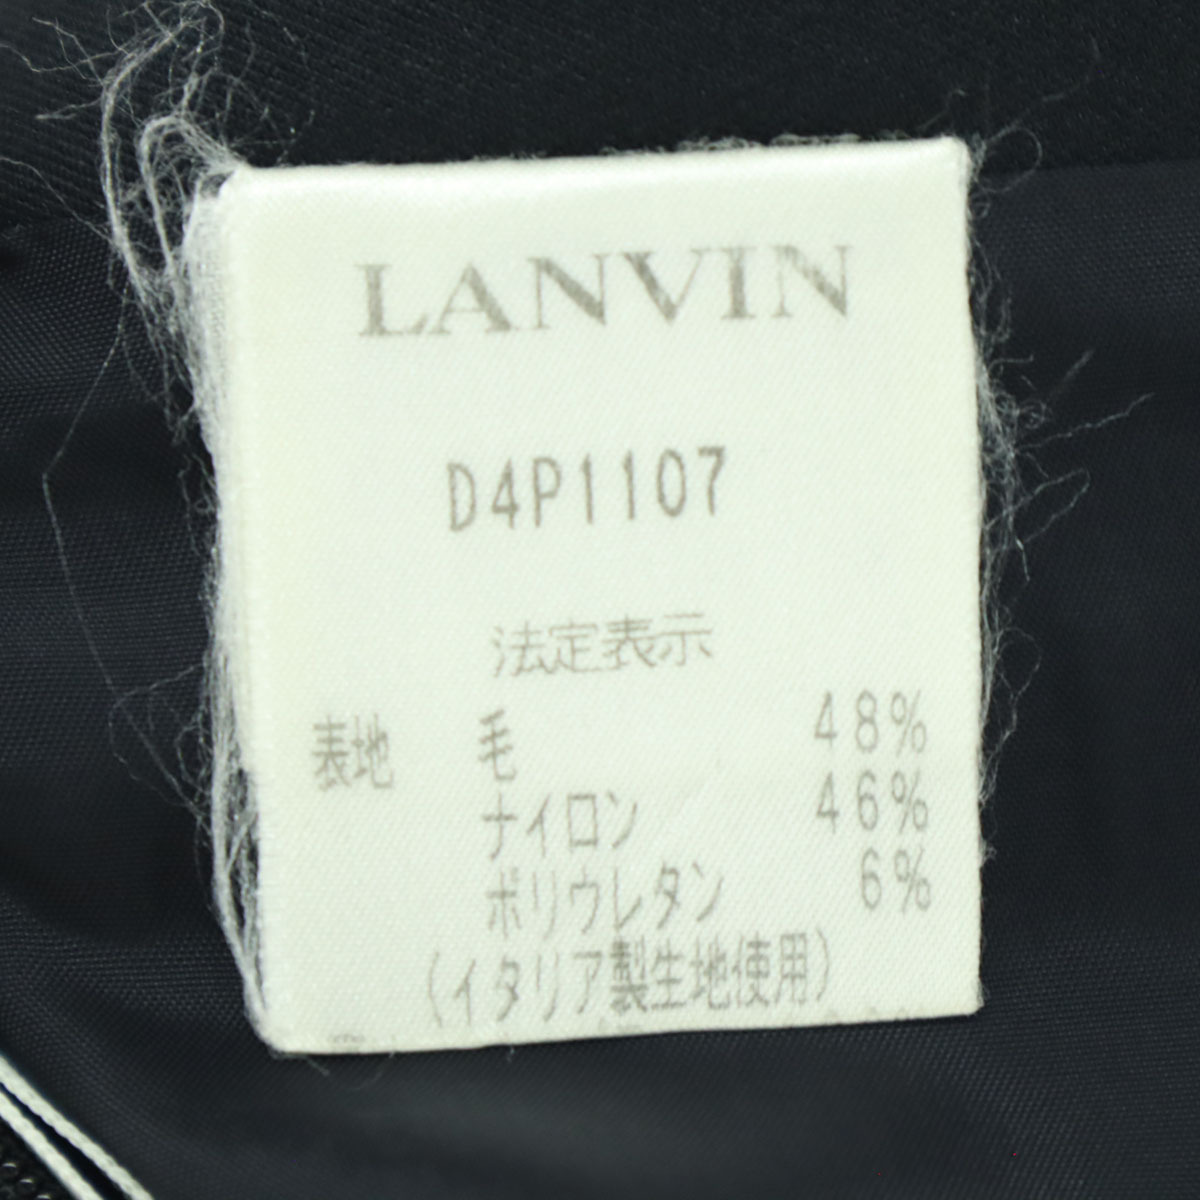 LANVIN
D4P1107
法定表示
表地 毛 48%
ナイロン 46%
ポリウレタン 6%
(イタリア製生地使用)